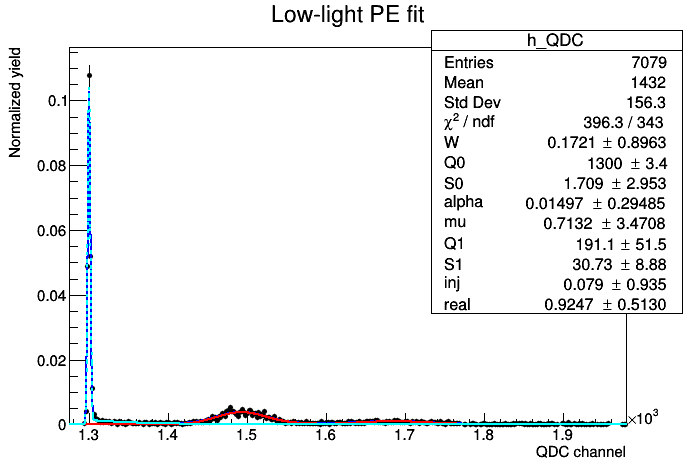 Low-light PE fit
h_QDC
Entries 7079
Mean 1432
Std Dev 156.3
χ² / ndf 396.3 / 343
W 0.1721 ± 0.8963
Q0 1300 ± 3.4
S0 1.709 ± 2.953
alpha 0.01497 ± 0.29485
mu 0.7132 ± 3.4708
Q1 191.1 ± 51.5
S1 30.73 ± 8.88
inj 0.079 ± 0.935
real 0.9247 ± 0.5130
Normalized yield
0.1
0.08
0.06
0.04
0.02
0
1.3 1.4 1.5 1.6 1.7 1.8 1.9
×10³
QDC channel